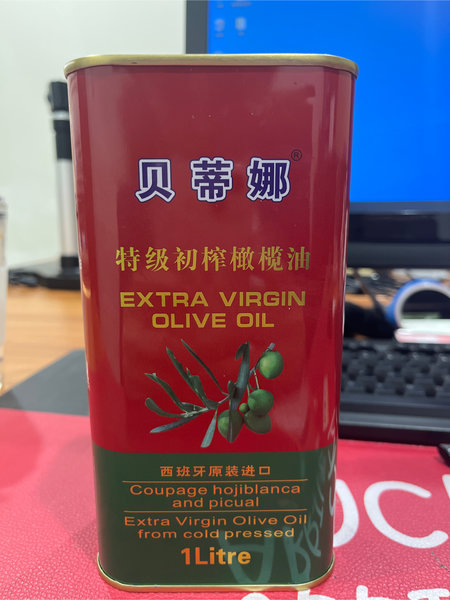 贝蒂娜®
特级初榨橄榄油
EXTRA VIRGIN
OLIVE OIL
西班牙原装进口
Coupage hojiblanca
and picual
Extra Virgin Olive Oil
from cold pressed
1Litre